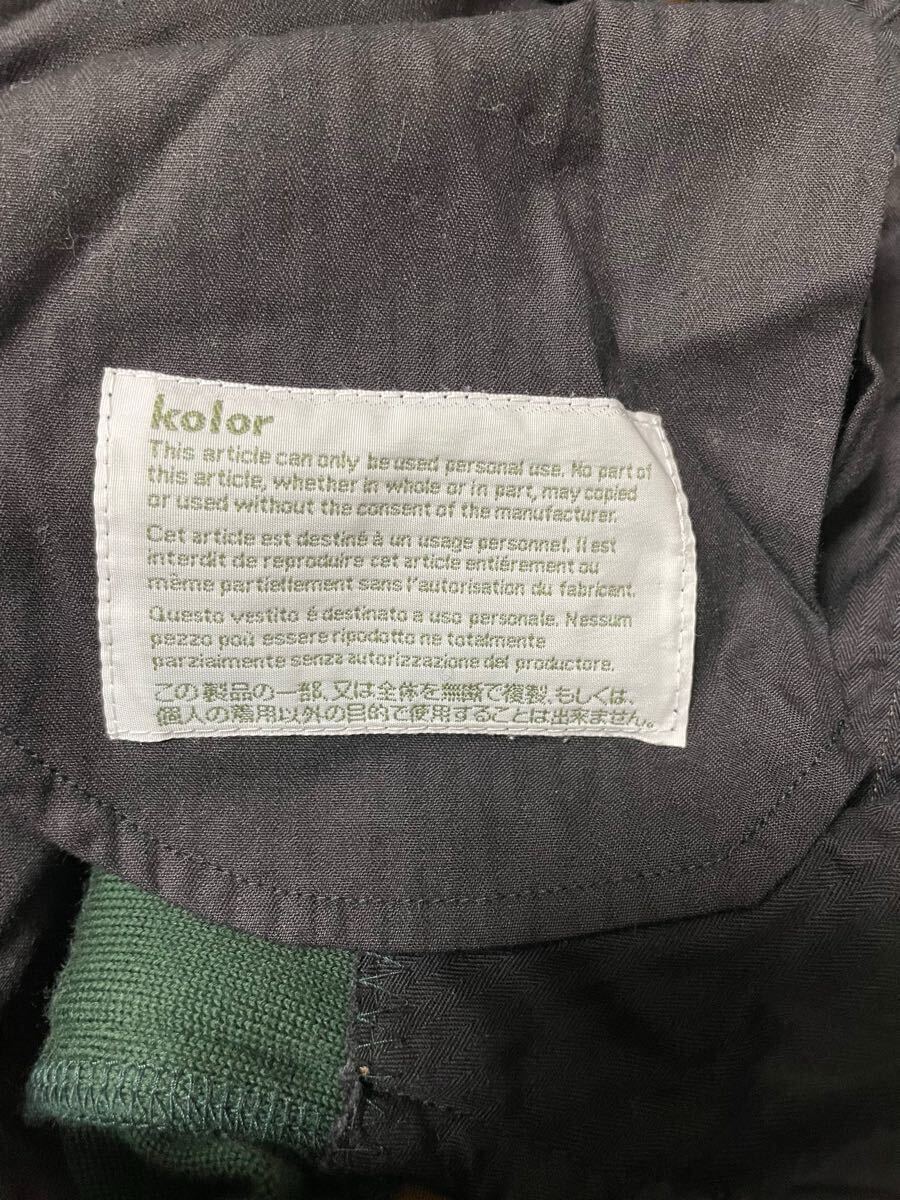 kolor
This article can only be used personal use. No part of
this article, whether in whole or in part, may copied
or used without the consent of the manufacturer.
Cet article est destiné à un usage personnel. Il est
interdit de reproduire cet article entiérement ou
même partiellement sans l'autorisation du fabricant.
Questo vestito é destinato a uso personale. Nessum
pezzo poú essere ripodotto ne totalmente
parziaimente senza autorizzazione del productore.
この製品の一部、又は全体を無断で複製、もしくは、
個人の着用以外の目的で使用することは出来ません。